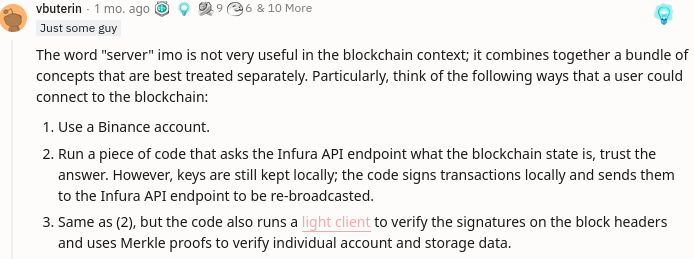 vbuterin · 1 mo. ago 9 6 & 10 More
Just some guy
The word "server" imo is not very useful in the blockchain context; it combines together a bundle of
concepts that are best treated separately. Particularly, think of the following ways that a user could
connect to the blockchain:
1. Use a Binance account.
2. Run a piece of code that asks the Infura API endpoint what the blockchain state is, trust the
answer. However, keys are still kept locally; the code signs transactions locally and sends them
to the Infura API endpoint to be re-broadcasted.
3. Same as (2), but the code also runs a light client to verify the signatures on the block headers
and uses Merkle proofs to verify individual account and storage data.